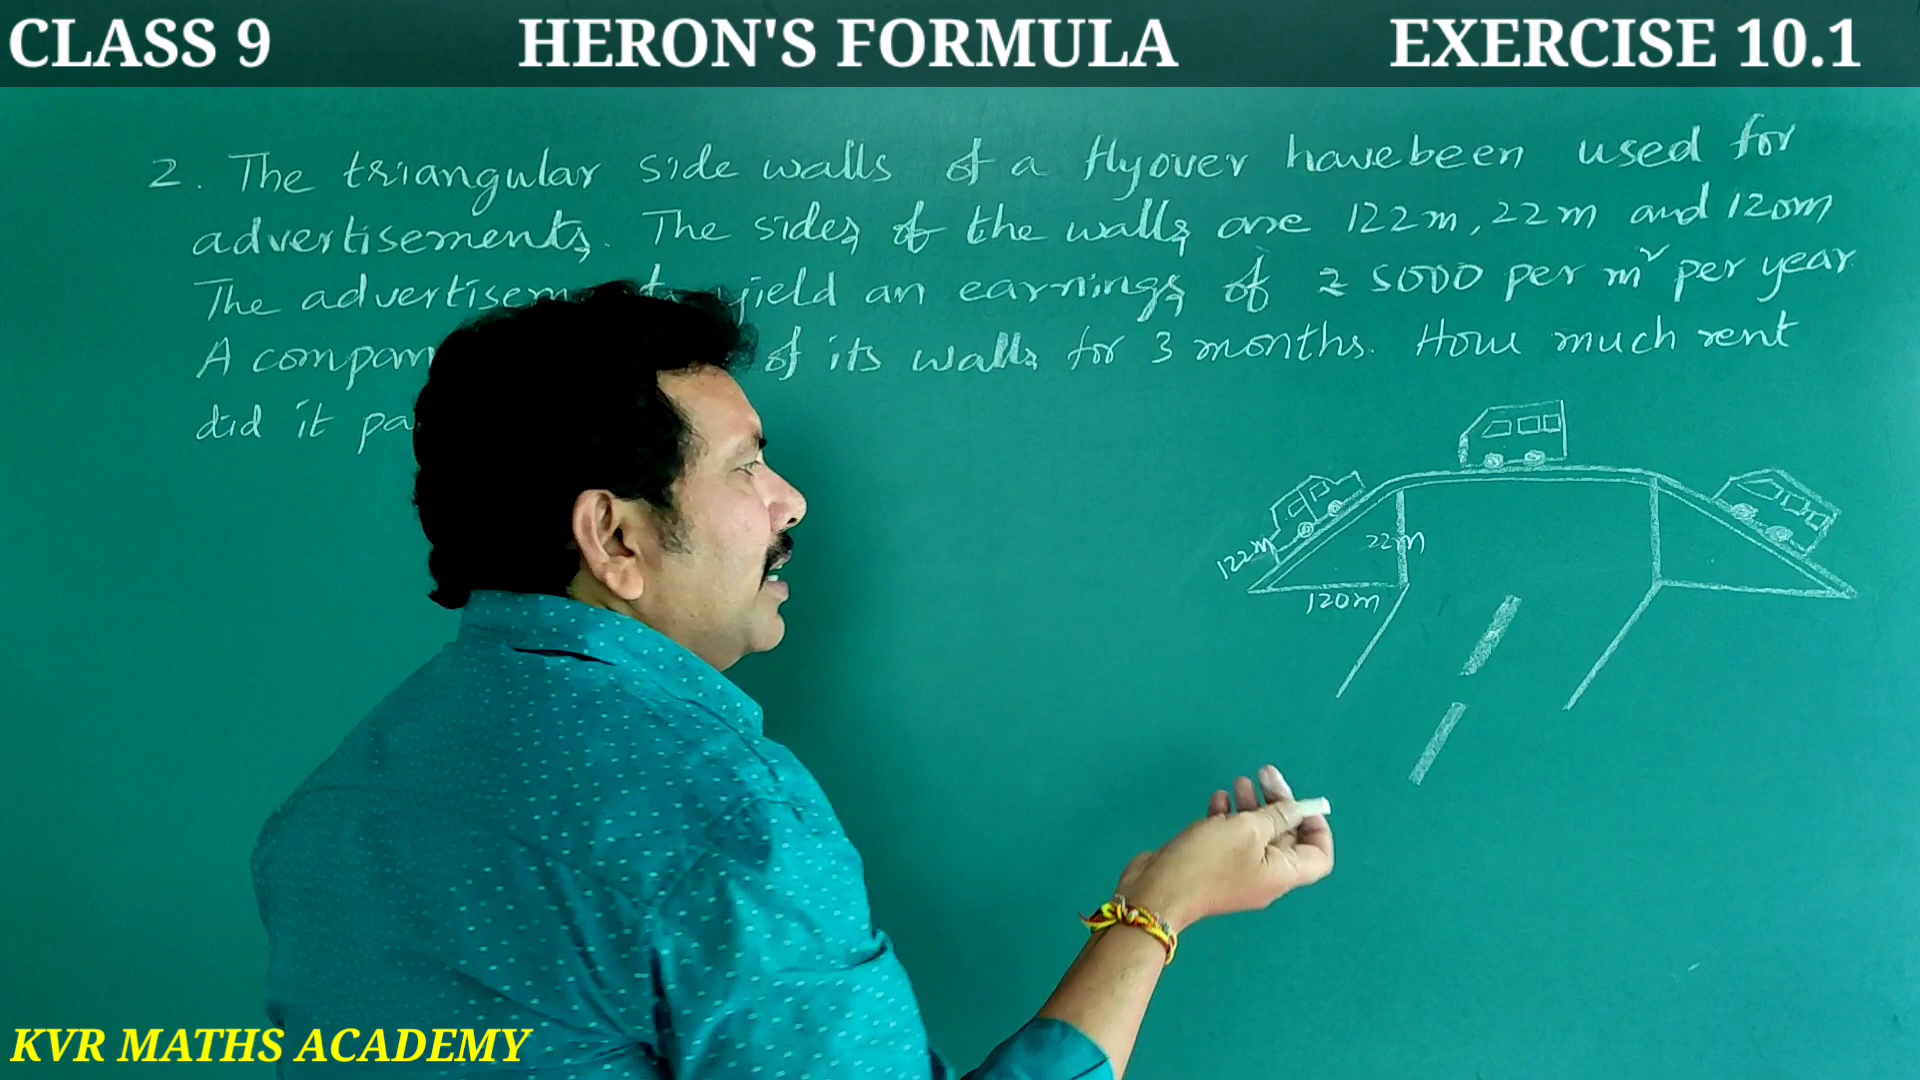 CLASS 9 HERON'S FORMULA EXERCISE 10.1
2. The triangular side walls of a flyover have been used for
advertisements. The sides of the walls are 122m, 22m and 120m
The advertisem yield an earnings of ₹ 5000 per m² per year
A compan of its walls for 3 months. How much rent
did it pa
122m
22m
120m
KVR MATHS ACADEMY